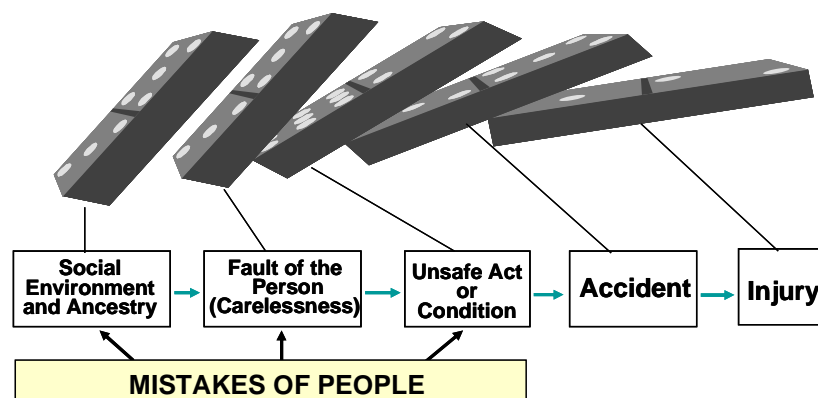 Social
Environment
and Ancestry
Fault of the
Person
(Carelessness)
Unsafe Act
or
Condition
Accident
Injury
MISTAKES OF PEOPLE